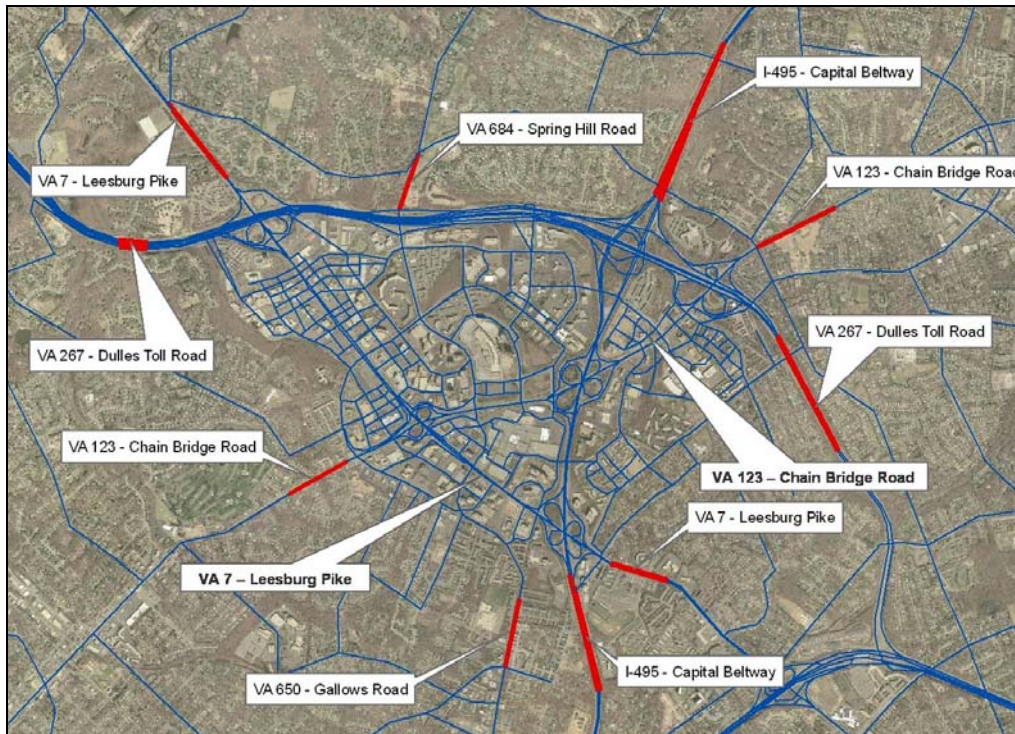 I-495 - Capital Beltway
VA 684 - Spring Hill Road
VA 7 - Leesburg Pike
VA 123 - Chain Bridge Road
VA 267 - Dulles Toll Road
VA 267 - Dulles Toll Road
VA 123 - Chain Bridge Road
VA 123 – Chain Bridge Road
VA 7 - Leesburg Pike
VA 7 – Leesburg Pike
I-495 - Capital Beltway
VA 650 - Gallows Road